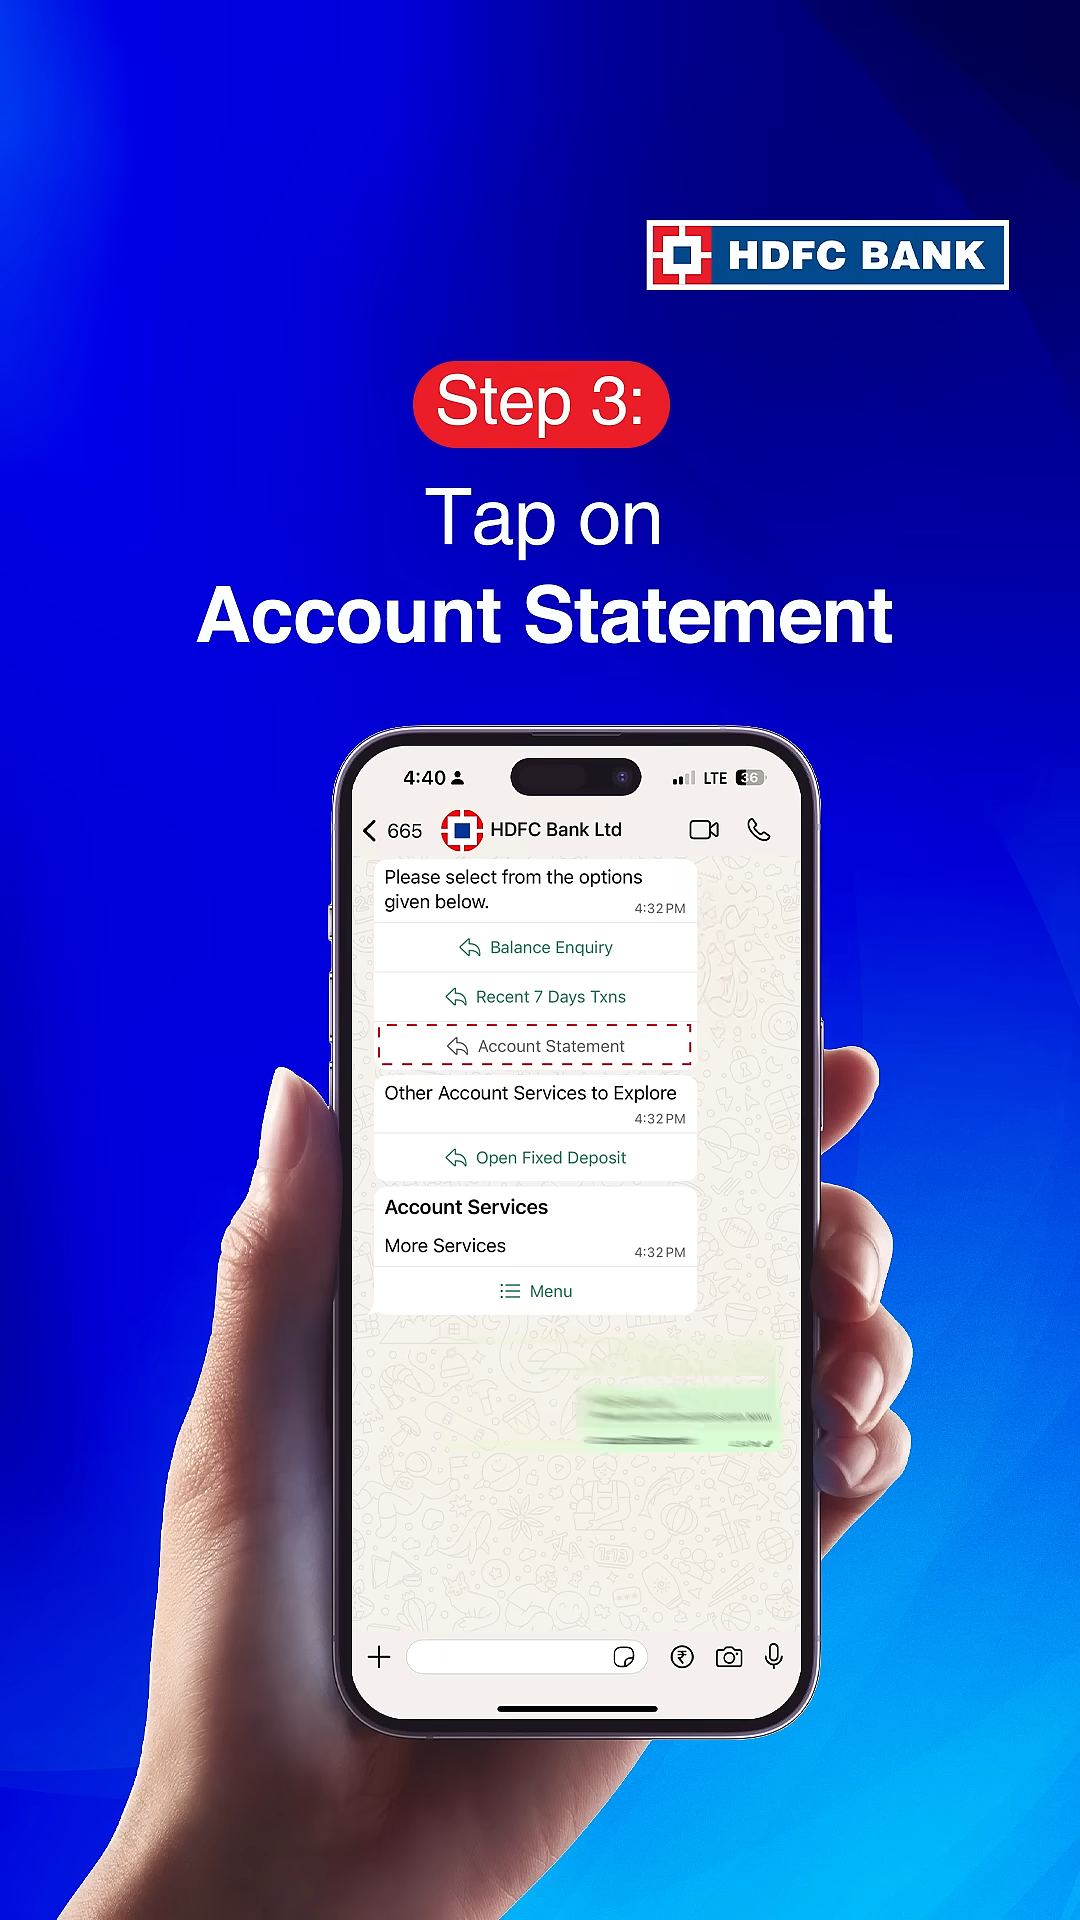 HDFC BANK
Step 3:
Tap on
Account Statement
4:40
LTE 36
665 HDFC Bank Ltd
Please select from the options
given below.
4:32 PM
Balance Enquiry
Recent 7 Days Txns
Account Statement
Other Account Services to Explore
4:32 PM
Open Fixed Deposit
Account Services
More Services
4:32 PM
Menu